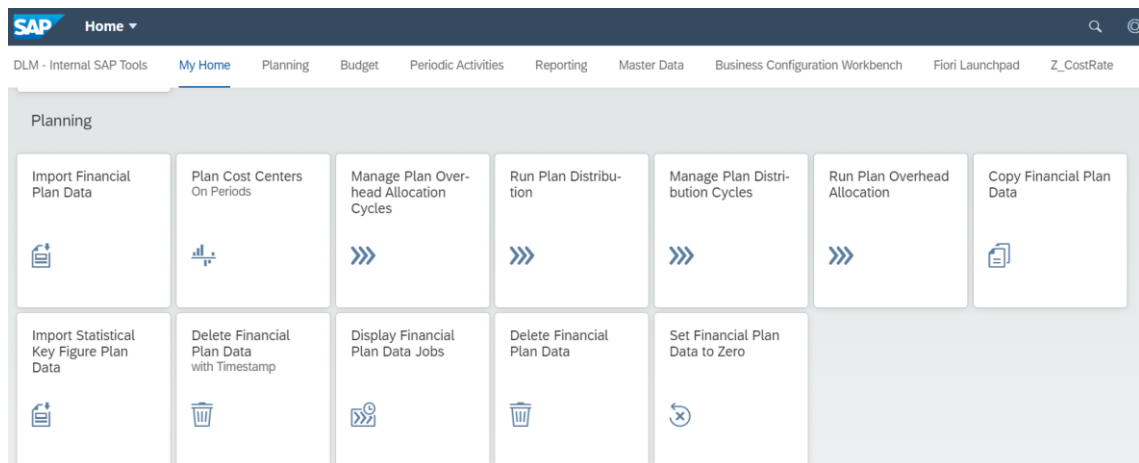 SAP Home
DLM - Internal SAP Tools My Home Planning Budget Periodic Activities Reporting Master Data Business Configuration Workbench Fiori Launchpad Z_CostRate
Planning
Import Financial
Plan Data
Plan Cost Centers
On Periods
Manage Plan Over-
head Allocation
Cycles
Run Plan Distribu-
tion
Manage Plan Distri-
bution Cycles
Run Plan Overhead
Allocation
Copy Financial Plan
Data
Import Statistical
Key Figure Plan
Data
Delete Financial
Plan Data
with Timestamp
Display Financial
Plan Data Jobs
Delete Financial
Plan Data
Set Financial Plan
Data to Zero